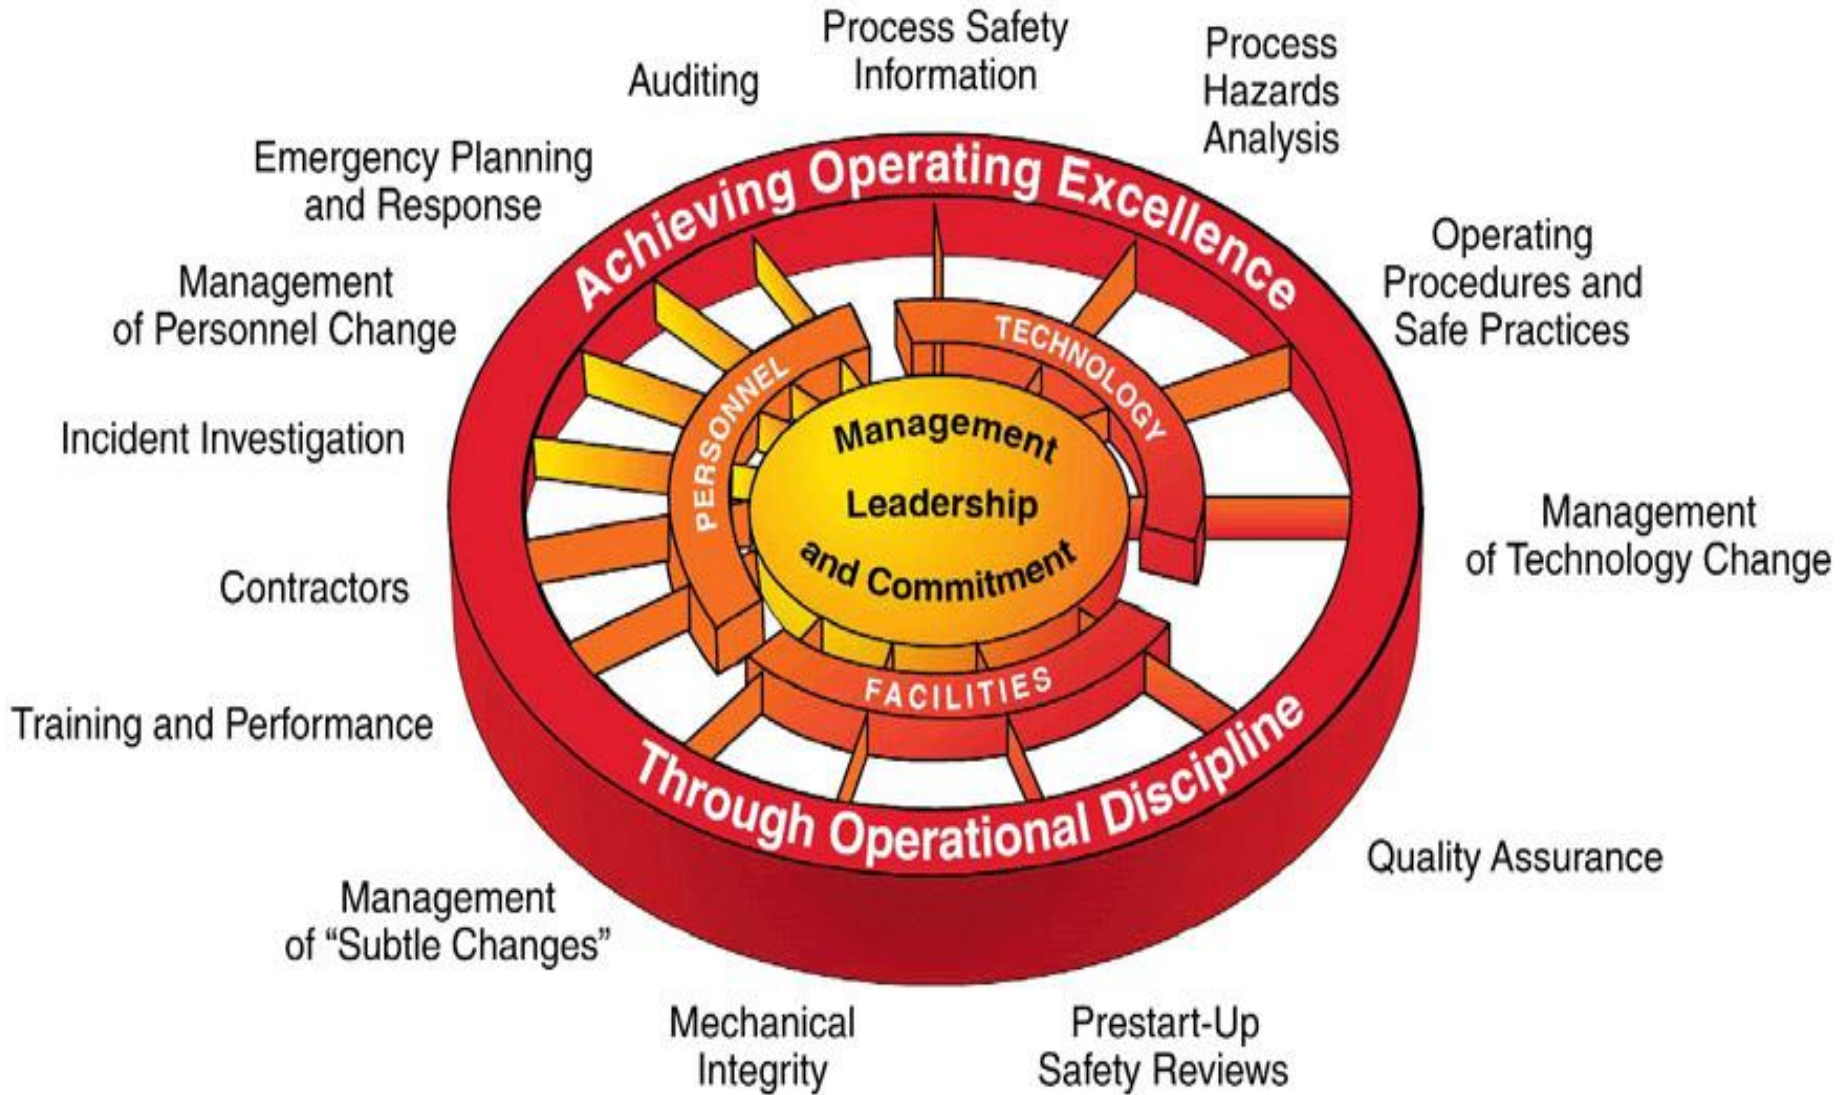 Process Safety
Information
Process
Hazards
Analysis
Operating
Procedures and
Safe Practices
Management
of Technology Change
Quality Assurance
Prestart-Up
Safety Reviews
Mechanical
Integrity
Management
of “Subtle Changes”
Training and Performance
Contractors
Incident Investigation
Management
of Personnel Change
Emergency Planning
and Response
Auditing
Achieving Operating Excellence
Through Operational Discipline
PERSONNEL
TECHNOLOGY
FACILITIES
Management
Leadership
and Commitment